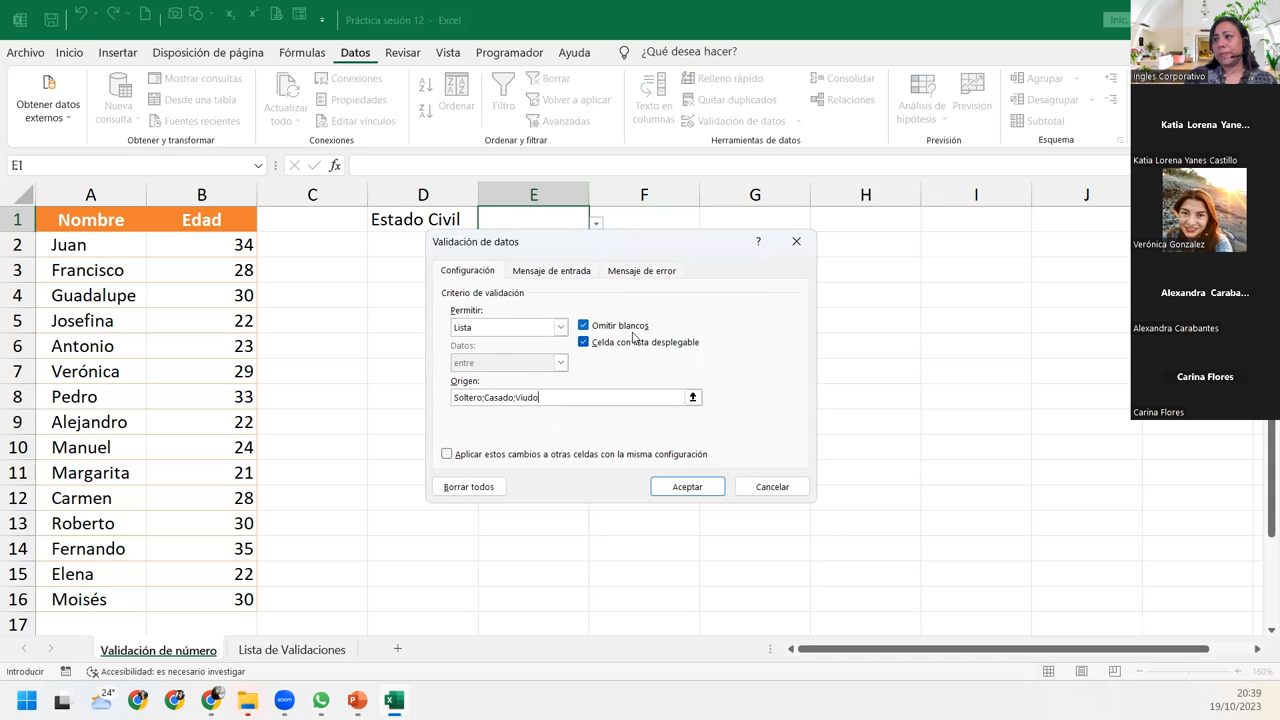 Práctica sesión 12 - Excel
Inic.
Archivo Inicio Insertar Disposición de página Fórmulas Datos Revisar Vista Programador Ayuda ¿Qué desea hacer?
Obtener datos externos
Nueva consulta
Mostrar consultas
Desde una tabla
Fuentes recientes
Obtener y transformar
Actualizar todo
Conexiones
Propiedades
Editar vínculos
Conexiones
Ordenar
Filtro
Borrar
Volver a aplicar
Avanzadas
Ordenar y filtrar
Texto en columnas
Relleno rápido
Quitar duplicados
Validación de datos
Consolidar
Relaciones
Herramientas de datos
Análisis de hipótesis
Previsión
Previsión
Agrupar
Desagrupar
Subtotal
Esquema
E1
fx
A B C D E F G H I J
1 Nombre Edad Estado Civil
2 Juan 34
3 Francisco 28
4 Guadalupe 30
5 Josefina 22
6 Antonio 23
7 Verónica 29
8 Pedro 33
9 Alejandro 22
10 Manuel 24
11 Margarita 21
12 Carmen 28
13 Roberto 30
14 Fernando 35
15 Elena 22
16 Moisés 30
17
Validación de datos ?
Configuración Mensaje de entrada Mensaje de error
Criterio de validación
Permitir:
Lista
Omitir blancos
Datos:
Celda con lista desplegable
entre
Origen:
Soltero;Casado;Viudo
Aplicar estos cambios a otras celdas con la misma configuración
Borrar todos Aceptar Cancelar
Validación de número Lista de Validaciones
Introducir Accesibilidad: es necesario investigar 160%
24°
zoom
20:39
19/10/2023
Ingles Corporativo
Katia Lorena Yane...
Katia Lorena Yanes Castillo
Verónica Gonzalez
Alexandra Caraba...
Alexandra Carabantes
Carina Flores
Carina Flores